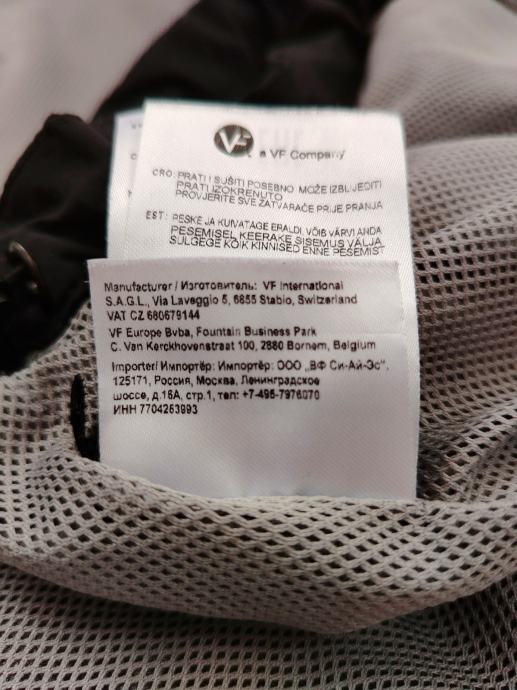 VF
a VF Company
CRO: PRATI I SUŠITI POSEBNO MOŽE IZBLIJEDITI
PRATI IZOKRENUTO
PROVJERITE SVE ZATVARAČE PRIJE PRANJA
EST: PESKE JA KUIVATAGE ERALDI, VÕIB VÄRVI ANDA
PESEMISEL KEERAKE SISEMUS VÄLJA
SULGEGE KÕIK KINNISED ENNE PESEMIST
Manufacturer / Изготовитель: VF International
S.A.G.L., Via Laveggio 5, 6855 Stabio, Switzerland
VAT CZ 680679144
VF Europe Bvba, Fountain Business Park
C. Van Kerckhovenstraat 100, 2880 Bornem, Belgium
Importer/ Импортёр: Импортер: ООО „ВФ Си-Ай-Эс“.
125171, Россия, Москва, Ленинградское
шоссе, д.16А, стр.1, тел: +7-495-7976070
ИНН 7704263993